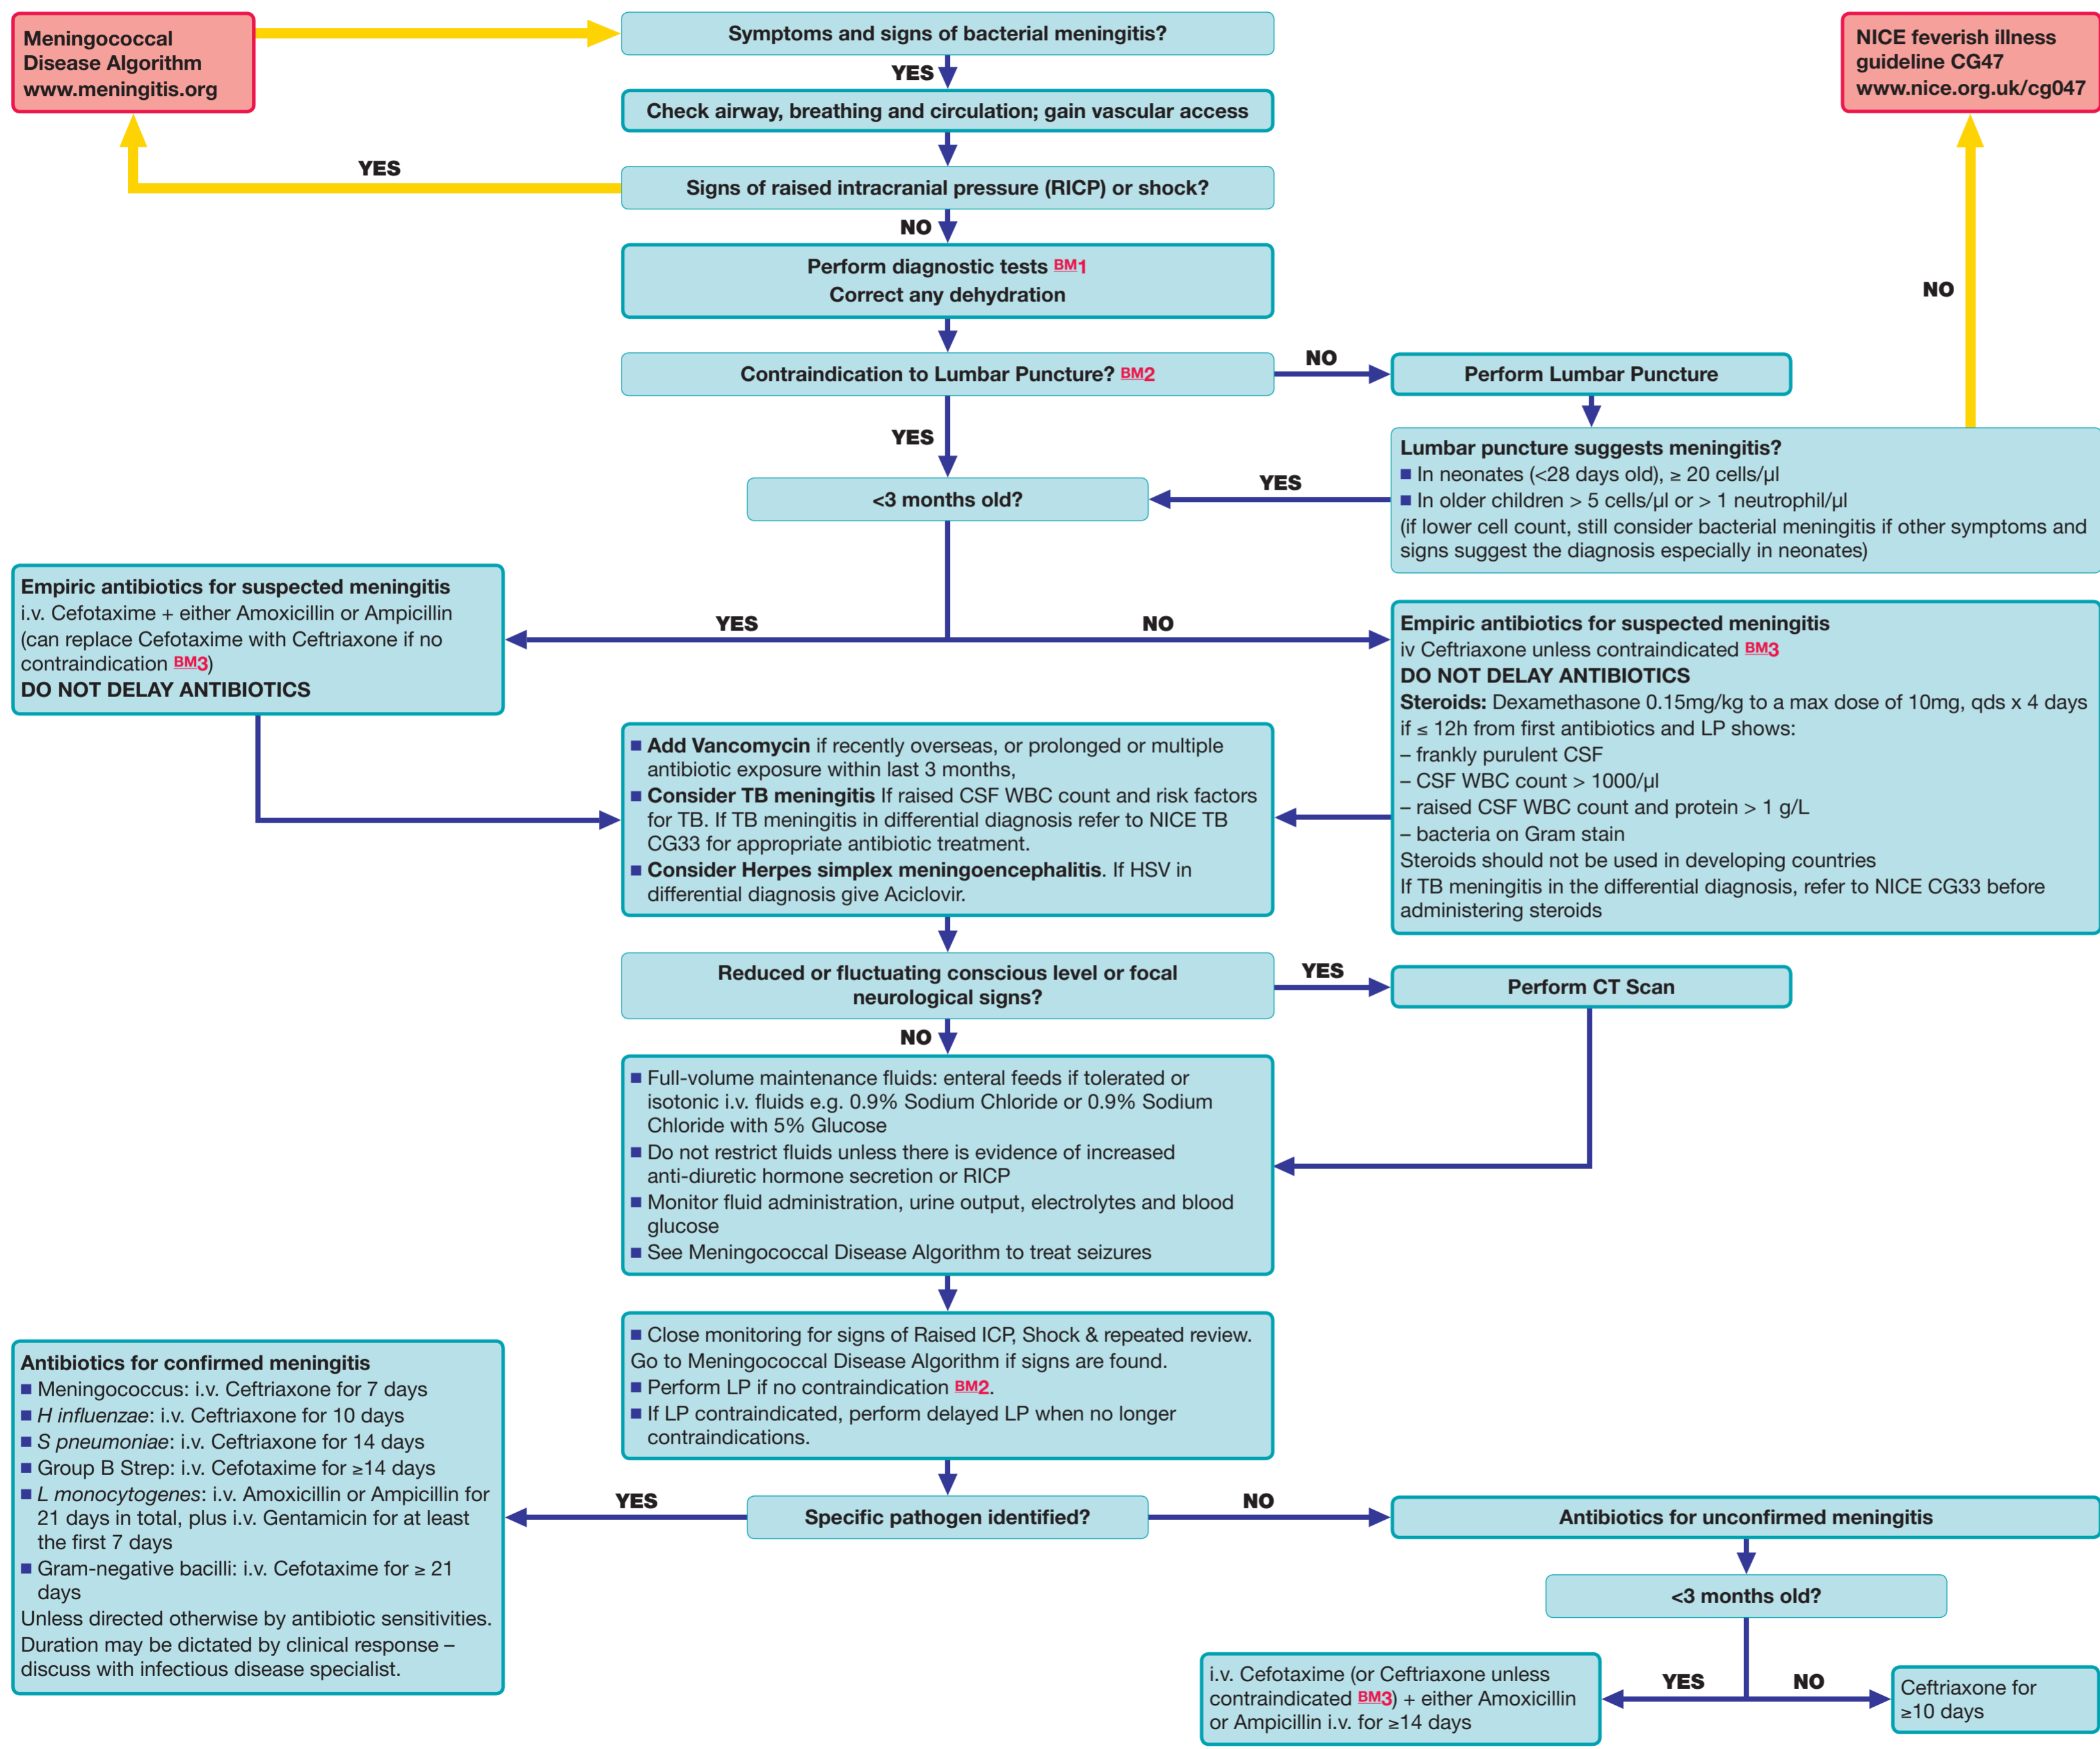 Meningococcal
Disease Algorithm
www.meningitis.org
Symptoms and signs of bacterial meningitis?
NICE feverish illness
guideline CG47
www.nice.org.uk/cg047
YES
Check airway, breathing and circulation; gain vascular access
YES
Signs of raised intracranial pressure (RICP) or shock?
NO
Perform diagnostic tests BM1
Correct any dehydration
NO
Contraindication to Lumbar Puncture? BM2
NO
Perform Lumbar Puncture
YES
Lumbar puncture suggests meningitis?
■ In neonates (<28 days old), ≥ 20 cells/µl
■ In older children > 5 cells/µl or > 1 neutrophil/µl
(if lower cell count, still consider bacterial meningitis if other symptoms and
signs suggest the diagnosis especially in neonates)
YES
<3 months old?
Empiric antibiotics for suspected meningitis
i.v. Cefotaxime + either Amoxicillin or Ampicillin
(can replace Cefotaxime with Ceftriaxone if no
contraindication BM3)
DO NOT DELAY ANTIBIOTICS
YES
NO
Empiric antibiotics for suspected meningitis
iv Ceftriaxone unless contraindicated BM3
DO NOT DELAY ANTIBIOTICS
Steroids: Dexamethasone 0.15mg/kg to a max dose of 10mg, qds x 4 days
if ≤ 12h from first antibiotics and LP shows:
– frankly purulent CSF
– CSF WBC count > 1000/µl
– raised CSF WBC count and protein > 1 g/L
– bacteria on Gram stain
Steroids should not be used in developing countries
If TB meningitis in the differential diagnosis, refer to NICE CG33 before
administering steroids
■ Add Vancomycin if recently overseas, or prolonged or multiple
antibiotic exposure within last 3 months,
■ Consider TB meningitis If raised CSF WBC count and risk factors
for TB. If TB meningitis in differential diagnosis refer to NICE TB
CG33 for appropriate antibiotic treatment.
■ Consider Herpes simplex meningoencephalitis. If HSV in
differential diagnosis give Aciclovir.
Reduced or fluctuating conscious level or focal
neurological signs?
YES
Perform CT Scan
NO
■ Full-volume maintenance fluids: enteral feeds if tolerated or
isotonic i.v. fluids e.g. 0.9% Sodium Chloride or 0.9% Sodium
Chloride with 5% Glucose
■ Do not restrict fluids unless there is evidence of increased
anti-diuretic hormone secretion or RICP
■ Monitor fluid administration, urine output, electrolytes and blood
glucose
■ See Meningococcal Disease Algorithm to treat seizures
■ Close monitoring for signs of Raised ICP, Shock & repeated review.
Go to Meningococcal Disease Algorithm if signs are found.
■ Perform LP if no contraindication BM2.
■ If LP contraindicated, perform delayed LP when no longer
contraindications.
Antibiotics for confirmed meningitis
■ Meningococcus: i.v. Ceftriaxone for 7 days
■ H influenzae: i.v. Ceftriaxone for 10 days
■ S pneumoniae: i.v. Ceftriaxone for 14 days
■ Group B Strep: i.v. Cefotaxime for ≥14 days
■ L monocytogenes: i.v. Amoxicillin or Ampicillin for
21 days in total, plus i.v. Gentamicin for at least
the first 7 days
■ Gram-negative bacilli: i.v. Cefotaxime for ≥ 21
days
Unless directed otherwise by antibiotic sensitivities.
Duration may be dictated by clinical response –
discuss with infectious disease specialist.
YES
Specific pathogen identified?
NO
Antibiotics for unconfirmed meningitis
<3 months old?
i.v. Cefotaxime (or Ceftriaxone unless
contraindicated BM3) + either Amoxicillin
or Ampicillin i.v. for ≥14 days
YES
NO
Ceftriaxone for
≥10 days